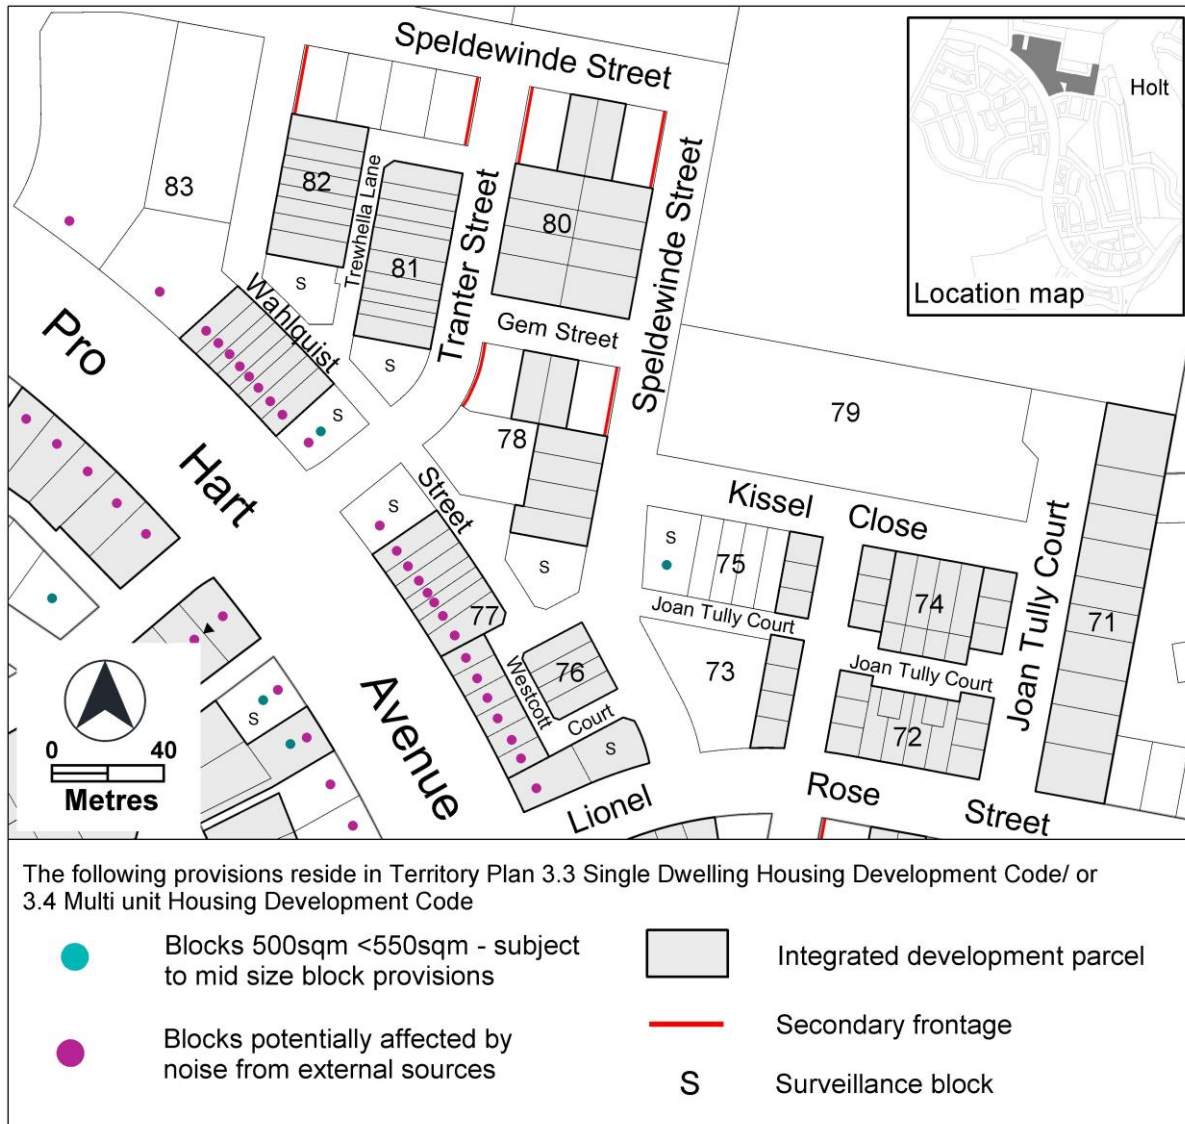 Speldewinde Street
Holt
Location map
83
82
Trewhella Lane
81
Tranter Street
80
Speldewinde Street
S
Wahlquist
Gem Street
Pro
S
S
79
78
Hart
Street
S
Kissel
Close
S
75
S
77
Joan Tully Court
74
Joan Tully Court
71
76
73
Joan Tully Court
Westcott
Court
72
Avenue
S
S
0 40
Metres
Lionel
Rose
Street
The following provisions reside in Territory Plan 3.3 Single Dwelling Housing Development Code/ or
3.4 Multi unit Housing Development Code
Blocks 500sqm <550sqm - subject
to mid size block provisions
Blocks potentially affected by
noise from external sources
Integrated development parcel
Secondary frontage
S Surveillance block